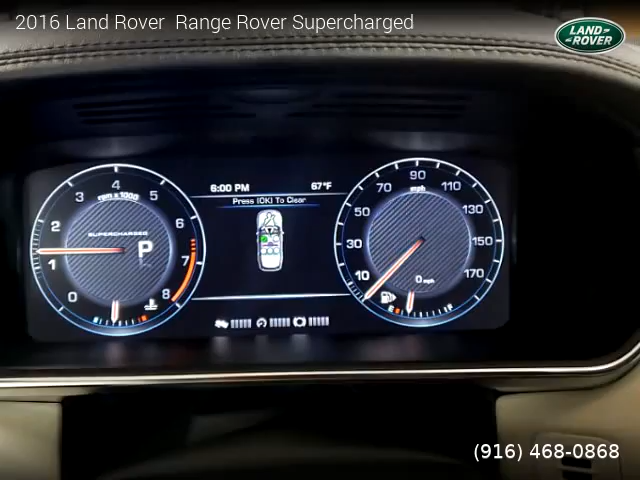 2016 Land Rover  Range Rover Supercharged
LAND
ROVER
6:00 PM 67°F
Press (OK) To Clear
0 1 2 3 4 5 6 7 8
rpm x 1000
SUPERCHARGED
P
10 30 50 70 90 110 130 150 170
mph
0 mph
F
(916) 468-0868